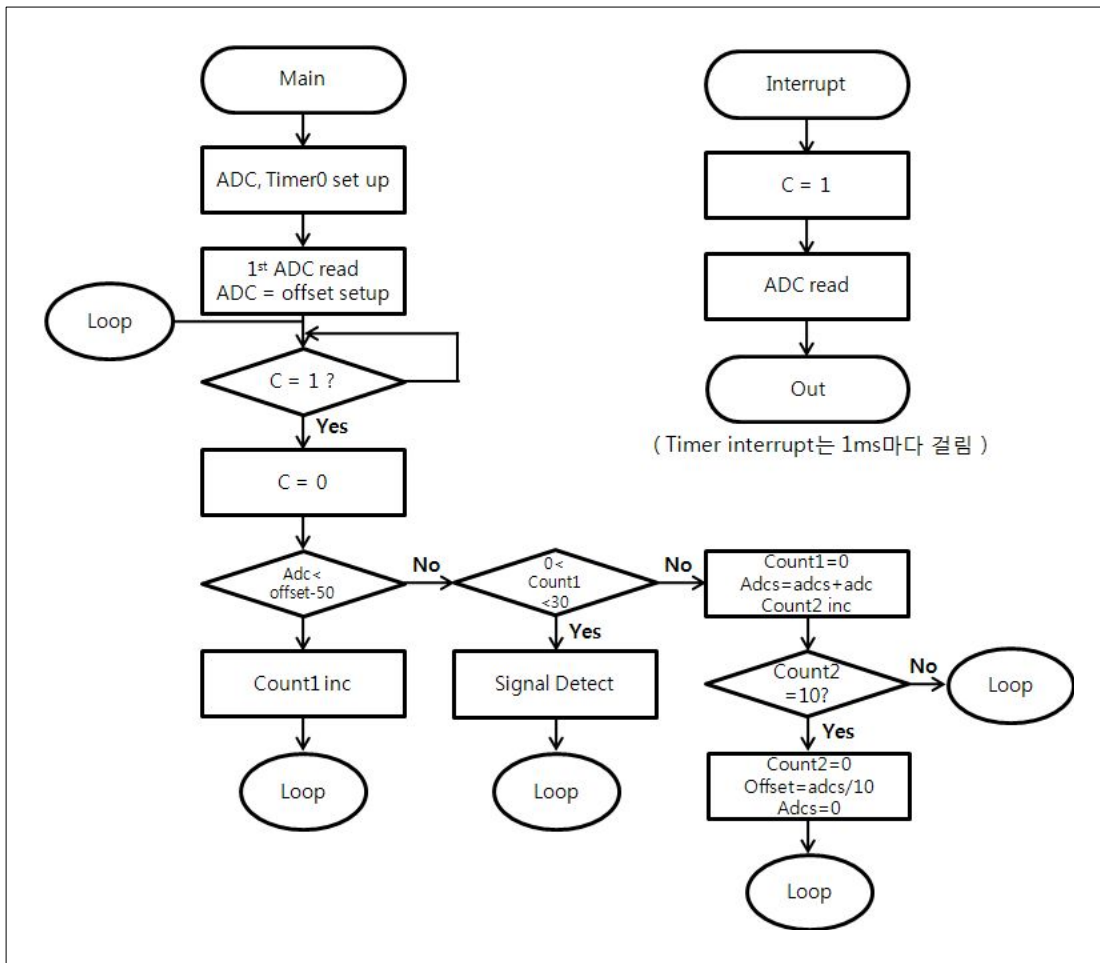 Main
ADC, Timer0 set up
1st ADC read
ADC = offset setup
Loop
C = 1 ?
Yes
C = 0
Adc<
offset-50
No
Count1 inc
Loop
0<
Count1
<30
No
Yes
Signal Detect
Loop
Count1=0
Adcs=adcs+adc
Count2 inc
Count2
=10?
No
Loop
Yes
Count2=0
Offset=adcs/10
Adcs=0
Loop
Interrupt
C = 1
ADC read
Out
( Timer interrupt는 1ms마다 걸림 )